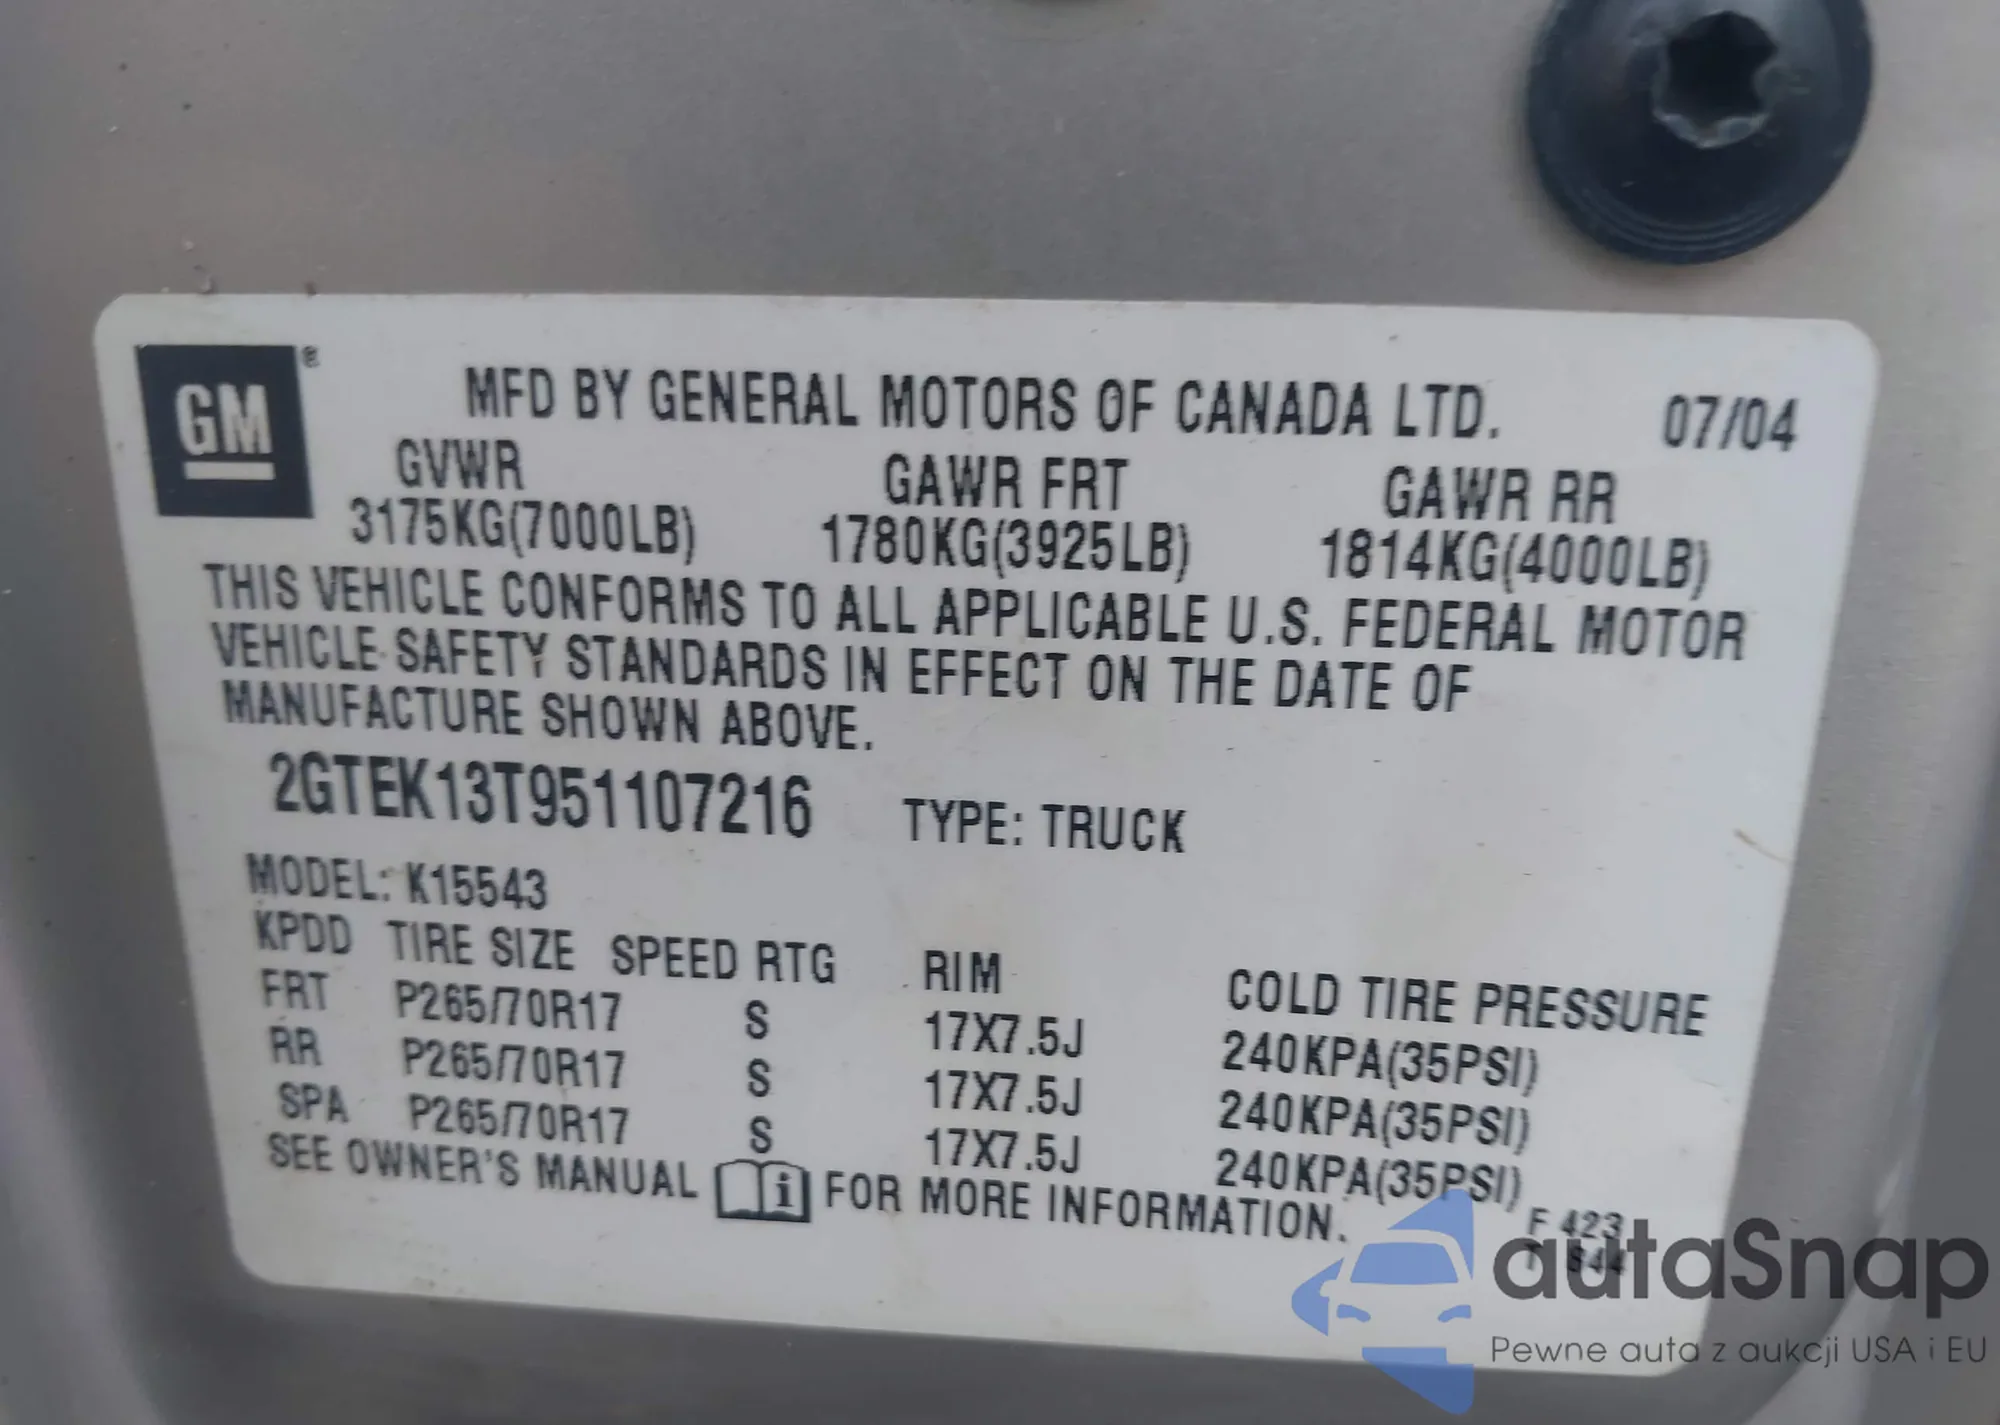 GM ®
MFD BY GENERAL MOTORS OF CANADA LTD. 07/04
GVWR GAWR FRT GAWR RR
3175KG(7000LB) 1780KG(3925LB) 1814KG(4000LB)
THIS VEHICLE CONFORMS TO ALL APPLICABLE U.S. FEDERAL MOTOR
VEHICLE SAFETY STANDARDS IN EFFECT ON THE DATE OF
MANUFACTURE SHOWN ABOVE.
2GTEK13T951107216 TYPE: TRUCK
MODEL: K15543
KPDD TIRE SIZE SPEED RTG RIM COLD TIRE PRESSURE
FRT P265/70R17 S 17X7.5J 240KPA(35PSI)
RR P265/70R17 S 17X7.5J 240KPA(35PSI)
SPA P265/70R17 S 17X7.5J 240KPA(35PSI)
SEE OWNER'S MANUAL i FOR MORE INFORMATION.
F 423
autaSnap
Pewne auta z aukcji USA i EU